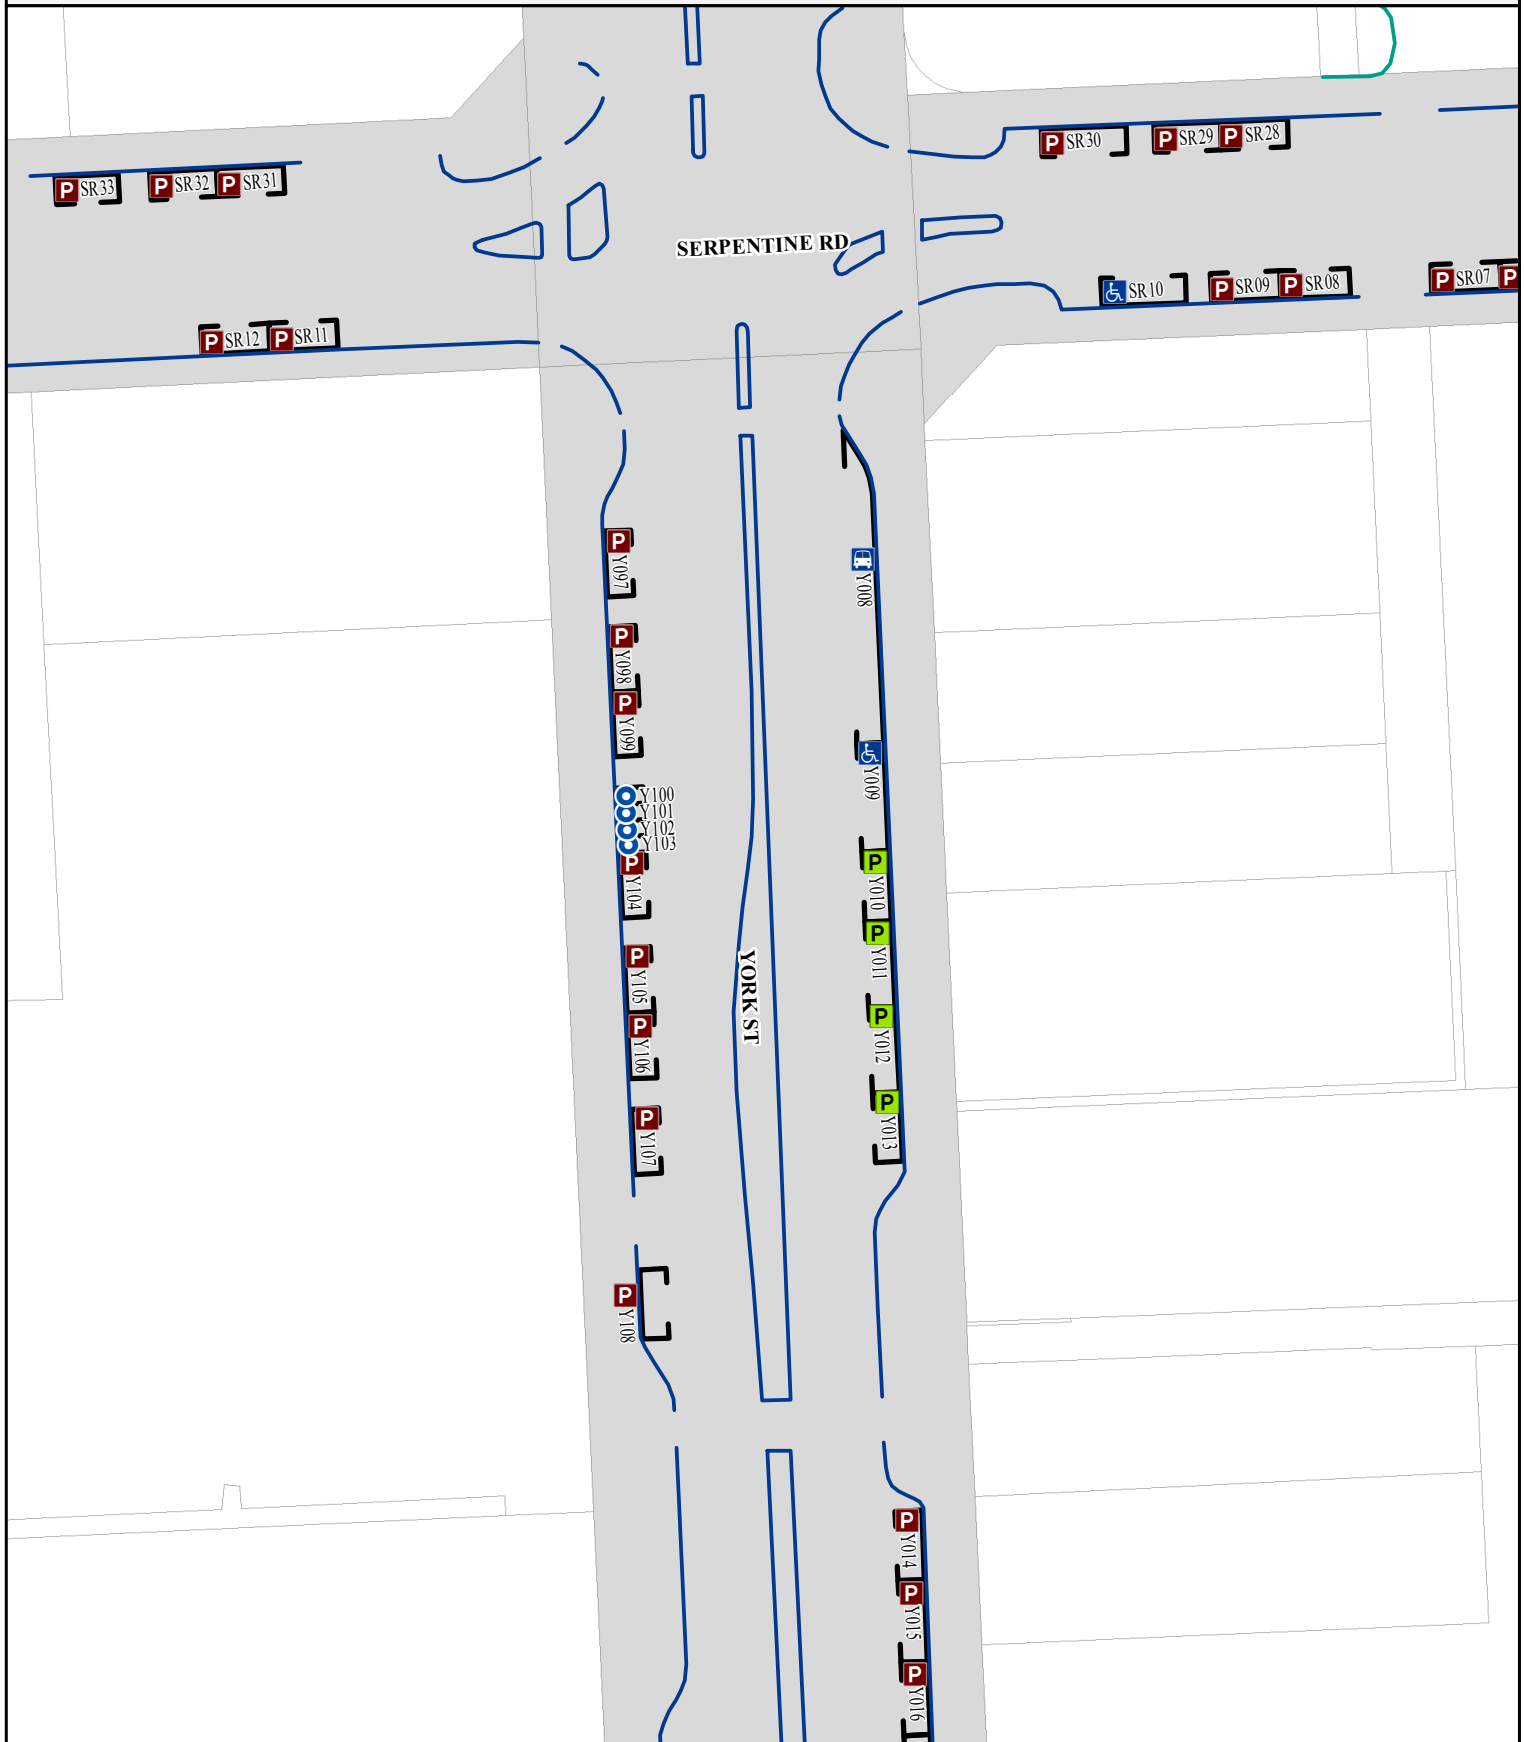 P SR30
P SR29
P SR28
P SR33
P SR32
P SR31
SERPENTINE RD
SR10
P SR09
P SR08
P SR07
P
P SR12
P SR11
P Y097
Y008
P Y098
P Y099
Y009
Y100
Y101
Y102
Y103
P Y104
P Y010
P Y011
P Y105
P Y106
YORK ST
P Y012
P Y107
P Y013
P Y108
P Y014
P Y015
P Y016